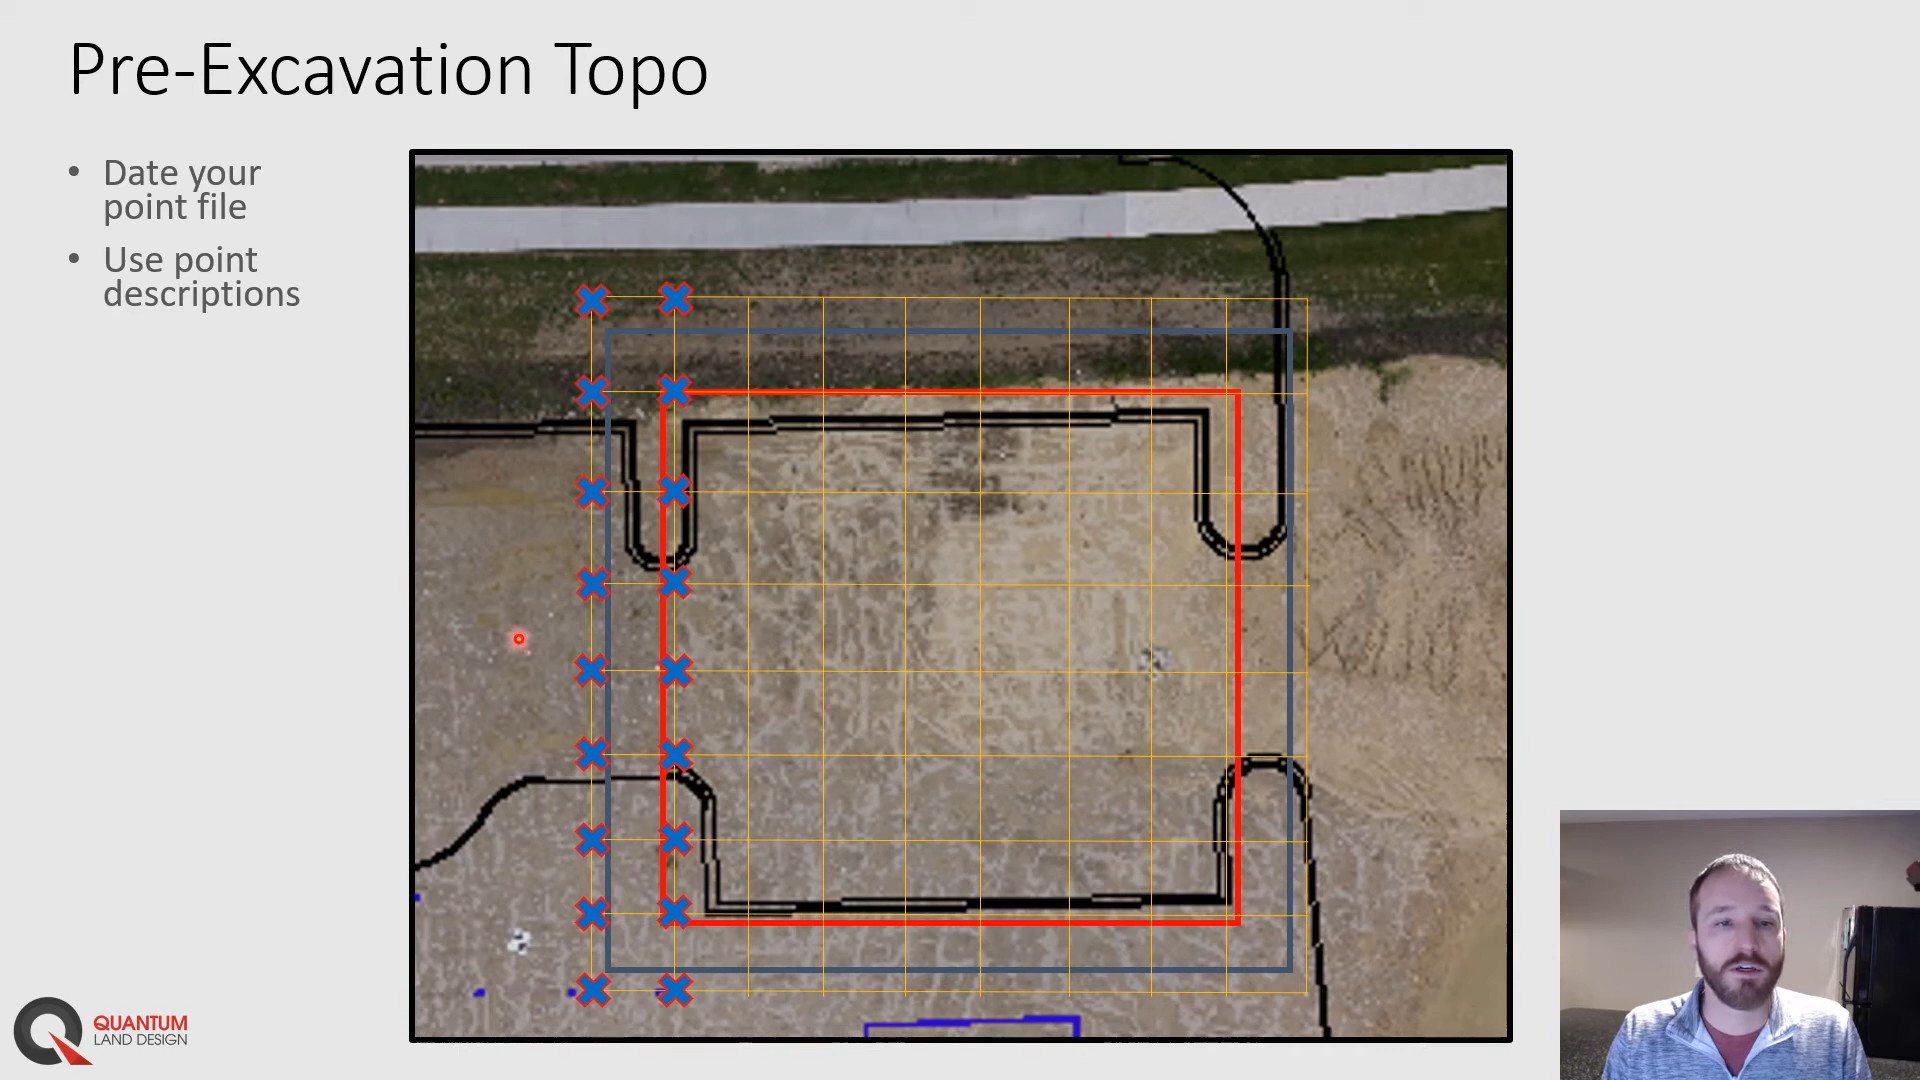 Pre-Excavation Topo
• Date your
point file
• Use point
descriptions
QUANTUM
LAND DESIGN